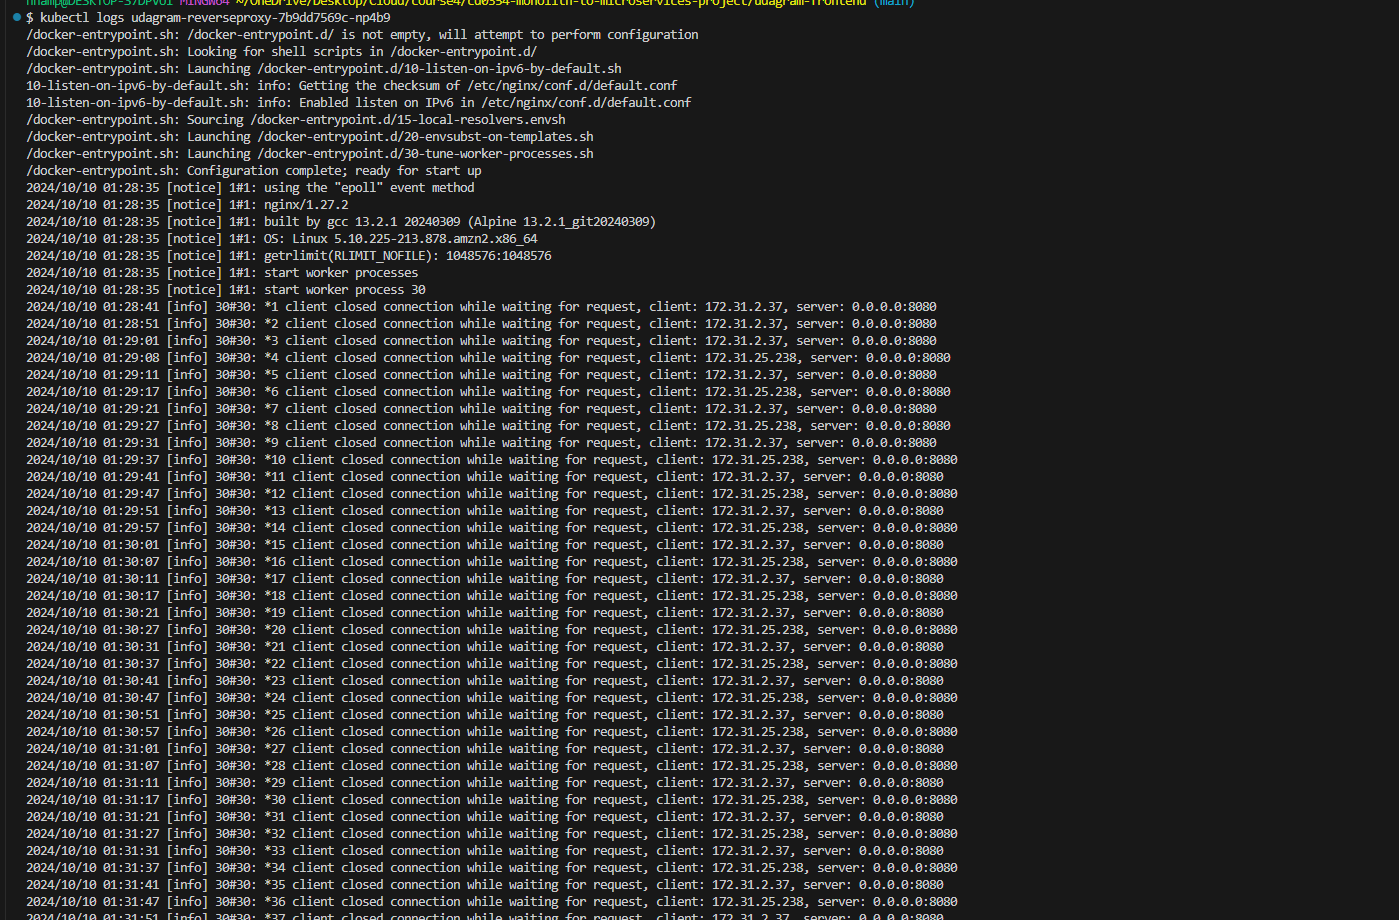 nhamp@DESKTOP-37DPVOI MINGW64 ~/OneDrive/Desktop/Cloud/course4/cd0354-monolith-to-microservices-project/udagram-frontend (main)
$ kubectl logs udagram-reverseproxy-7b9dd7569c-np4b9
/docker-entrypoint.sh: /docker-entrypoint.d/ is not empty, will attempt to perform configuration
/docker-entrypoint.sh: Looking for shell scripts in /docker-entrypoint.d/
/docker-entrypoint.sh: Launching /docker-entrypoint.d/10-listen-on-ipv6-by-default.sh
10-listen-on-ipv6-by-default.sh: info: Getting the checksum of /etc/nginx/conf.d/default.conf
10-listen-on-ipv6-by-default.sh: info: Enabled listen on IPv6 in /etc/nginx/conf.d/default.conf
/docker-entrypoint.sh: Sourcing /docker-entrypoint.d/15-local-resolvers.envsh
/docker-entrypoint.sh: Launching /docker-entrypoint.d/20-envsubst-on-templates.sh
/docker-entrypoint.sh: Launching /docker-entrypoint.d/30-tune-worker-processes.sh
/docker-entrypoint.sh: Configuration complete; ready for start up
2024/10/10 01:28:35 [notice] 1#1: using the "epoll" event method
2024/10/10 01:28:35 [notice] 1#1: nginx/1.27.2
2024/10/10 01:28:35 [notice] 1#1: built by gcc 13.2.1 20240309 (Alpine 13.2.1_git20240309)
2024/10/10 01:28:35 [notice] 1#1: OS: Linux 5.10.225-213.878.amzn2.x86_64
2024/10/10 01:28:35 [notice] 1#1: getrlimit(RLIMIT_NOFILE): 1048576:1048576
2024/10/10 01:28:35 [notice] 1#1: start worker processes
2024/10/10 01:28:35 [notice] 1#1: start worker process 30
2024/10/10 01:28:41 [info] 30#30: *1 client closed connection while waiting for request, client: 172.31.2.37, server: 0.0.0.0:8080
2024/10/10 01:28:51 [info] 30#30: *2 client closed connection while waiting for request, client: 172.31.2.37, server: 0.0.0.0:8080
2024/10/10 01:29:01 [info] 30#30: *3 client closed connection while waiting for request, client: 172.31.2.37, server: 0.0.0.0:8080
2024/10/10 01:29:08 [info] 30#30: *4 client closed connection while waiting for request, client: 172.31.25.238, server: 0.0.0.0:8080
2024/10/10 01:29:11 [info] 30#30: *5 client closed connection while waiting for request, client: 172.31.2.37, server: 0.0.0.0:8080
2024/10/10 01:29:17 [info] 30#30: *6 client closed connection while waiting for request, client: 172.31.25.238, server: 0.0.0.0:8080
2024/10/10 01:29:21 [info] 30#30: *7 client closed connection while waiting for request, client: 172.31.2.37, server: 0.0.0.0:8080
2024/10/10 01:29:27 [info] 30#30: *8 client closed connection while waiting for request, client: 172.31.25.238, server: 0.0.0.0:8080
2024/10/10 01:29:31 [info] 30#30: *9 client closed connection while waiting for request, client: 172.31.2.37, server: 0.0.0.0:8080
2024/10/10 01:29:37 [info] 30#30: *10 client closed connection while waiting for request, client: 172.31.25.238, server: 0.0.0.0:8080
2024/10/10 01:29:41 [info] 30#30: *11 client closed connection while waiting for request, client: 172.31.2.37, server: 0.0.0.0:8080
2024/10/10 01:29:47 [info] 30#30: *12 client closed connection while waiting for request, client: 172.31.25.238, server: 0.0.0.0:8080
2024/10/10 01:29:51 [info] 30#30: *13 client closed connection while waiting for request, client: 172.31.2.37, server: 0.0.0.0:8080
2024/10/10 01:29:57 [info] 30#30: *14 client closed connection while waiting for request, client: 172.31.25.238, server: 0.0.0.0:8080
2024/10/10 01:30:01 [info] 30#30: *15 client closed connection while waiting for request, client: 172.31.2.37, server: 0.0.0.0:8080
2024/10/10 01:30:07 [info] 30#30: *16 client closed connection while waiting for request, client: 172.31.25.238, server: 0.0.0.0:8080
2024/10/10 01:30:11 [info] 30#30: *17 client closed connection while waiting for request, client: 172.31.2.37, server: 0.0.0.0:8080
2024/10/10 01:30:17 [info] 30#30: *18 client closed connection while waiting for request, client: 172.31.25.238, server: 0.0.0.0:8080
2024/10/10 01:30:21 [info] 30#30: *19 client closed connection while waiting for request, client: 172.31.2.37, server: 0.0.0.0:8080
2024/10/10 01:30:27 [info] 30#30: *20 client closed connection while waiting for request, client: 172.31.25.238, server: 0.0.0.0:8080
2024/10/10 01:30:31 [info] 30#30: *21 client closed connection while waiting for request, client: 172.31.2.37, server: 0.0.0.0:8080
2024/10/10 01:30:37 [info] 30#30: *22 client closed connection while waiting for request, client: 172.31.25.238, server: 0.0.0.0:8080
2024/10/10 01:30:41 [info] 30#30: *23 client closed connection while waiting for request, client: 172.31.2.37, server: 0.0.0.0:8080
2024/10/10 01:30:47 [info] 30#30: *24 client closed connection while waiting for request, client: 172.31.25.238, server: 0.0.0.0:8080
2024/10/10 01:30:51 [info] 30#30: *25 client closed connection while waiting for request, client: 172.31.2.37, server: 0.0.0.0:8080
2024/10/10 01:30:57 [info] 30#30: *26 client closed connection while waiting for request, client: 172.31.25.238, server: 0.0.0.0:8080
2024/10/10 01:31:01 [info] 30#30: *27 client closed connection while waiting for request, client: 172.31.2.37, server: 0.0.0.0:8080
2024/10/10 01:31:07 [info] 30#30: *28 client closed connection while waiting for request, client: 172.31.25.238, server: 0.0.0.0:8080
2024/10/10 01:31:11 [info] 30#30: *29 client closed connection while waiting for request, client: 172.31.2.37, server: 0.0.0.0:8080
2024/10/10 01:31:17 [info] 30#30: *30 client closed connection while waiting for request, client: 172.31.25.238, server: 0.0.0.0:8080
2024/10/10 01:31:21 [info] 30#30: *31 client closed connection while waiting for request, client: 172.31.2.37, server: 0.0.0.0:8080
2024/10/10 01:31:27 [info] 30#30: *32 client closed connection while waiting for request, client: 172.31.25.238, server: 0.0.0.0:8080
2024/10/10 01:31:31 [info] 30#30: *33 client closed connection while waiting for request, client: 172.31.2.37, server: 0.0.0.0:8080
2024/10/10 01:31:37 [info] 30#30: *34 client closed connection while waiting for request, client: 172.31.25.238, server: 0.0.0.0:8080
2024/10/10 01:31:41 [info] 30#30: *35 client closed connection while waiting for request, client: 172.31.2.37, server: 0.0.0.0:8080
2024/10/10 01:31:47 [info] 30#30: *36 client closed connection while waiting for request, client: 172.31.25.238, server: 0.0.0.0:8080
2024/10/10 01:31:51 [info] 30#30: *37 client closed connection while waiting for request, client: 172.31.2.37, server: 0.0.0.0:8080